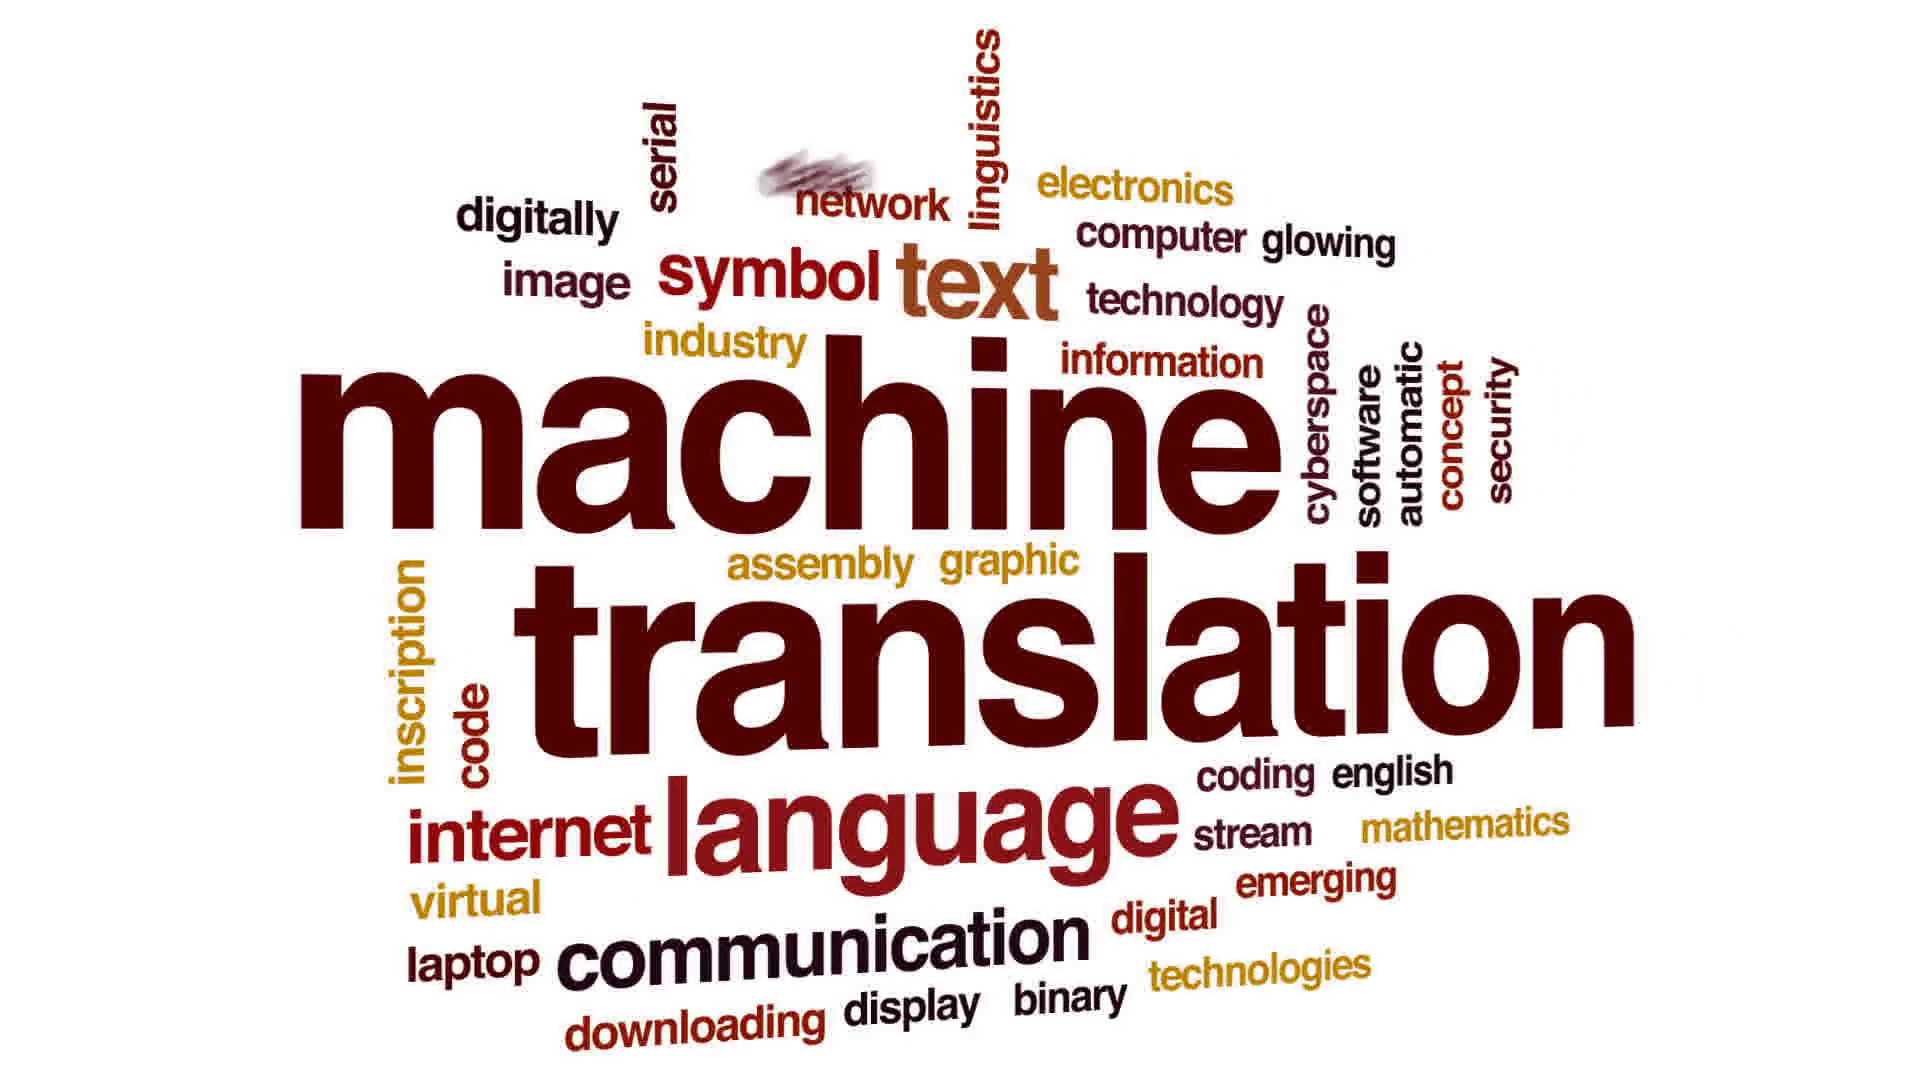 linguistics
serial
network
electronics
digitally
computer glowing
image symbol text technology
industry information
machine
cyberspace
software
automatic
concept
security
assembly graphic
translation
inscription
code
coding english
internet language stream mathematics
virtual emerging
laptop communication digital
technologies
downloading display binary